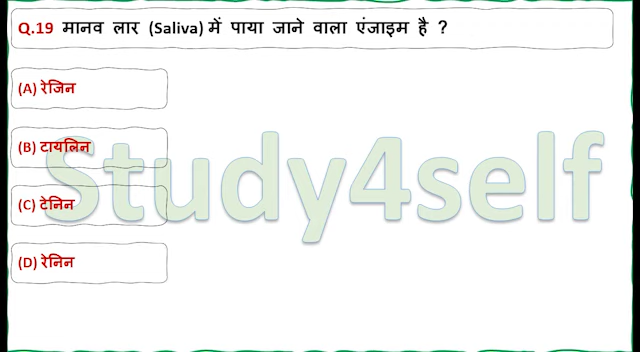 Q.19 मानव लार (Saliva) में पाया जाने वाला एंजाइम है ?
(A) रेजिन
(B) टायलिन
(C) टेनिन
(D) रेनिन
Study4self